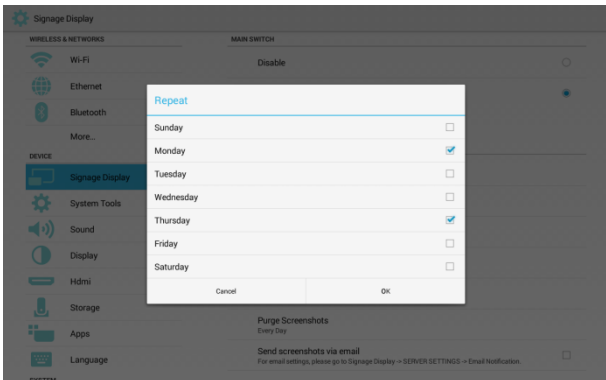 Signage Display
WIRELESS & NETWORKS
Wi-Fi
Ethernet
Bluetooth
More...
DEVICE
Signage Display
System Tools
Sound
Display
Hdmi
Storage
Apps
Language
SYSTEM
MAIN SWITCH
Disable
Repeat
Sunday
Monday
Tuesday
Wednesday
Thursday
Friday
Saturday
Cancel OK
Purge Screenshots
Every Day
Send screenshots via email
For email settings, please go to Signage Display -> SERVER SETTINGS -> Email Notification.